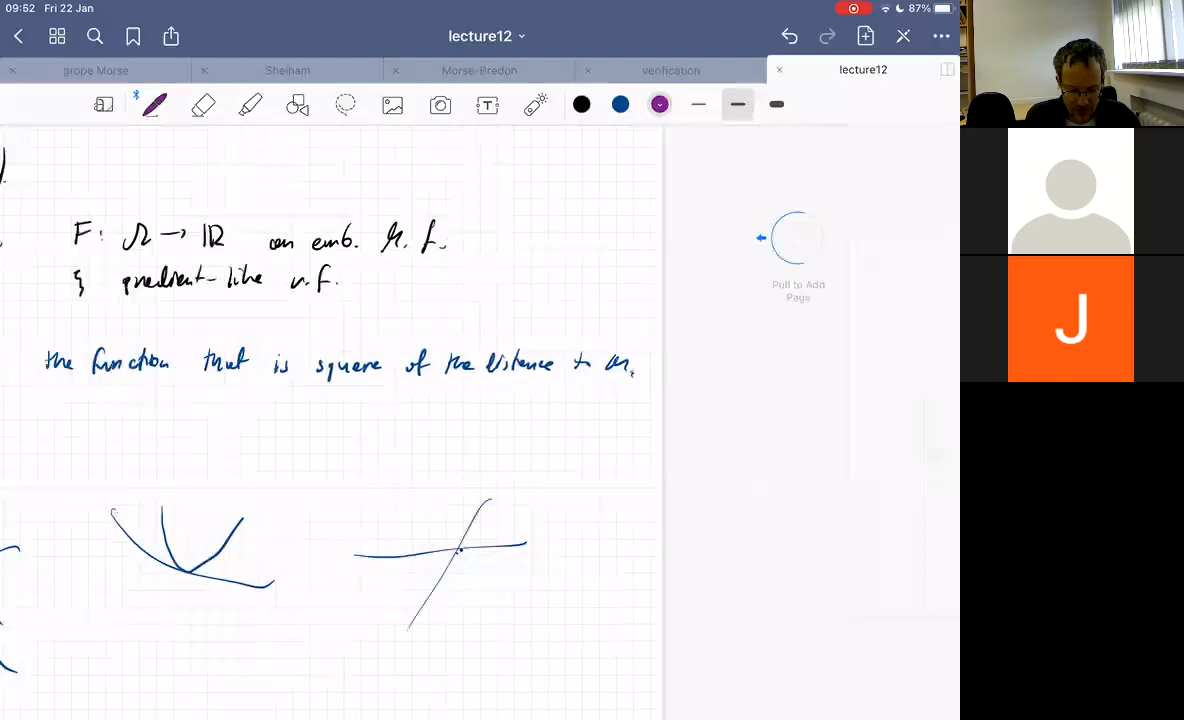 09:52 Fri 22 Jan
87%
lecture12
grope Morse
Sheiham
Morse-Bredon
verification
lecture12
F: Ω → ℝ an emb. M. f.
ξ gradient-like v.f.
Pull to Add
Page
the function that is square of the distance to M.
J